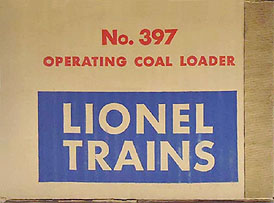 No. 397
OPERATING COAL LOADER
LIONEL
TRAINS